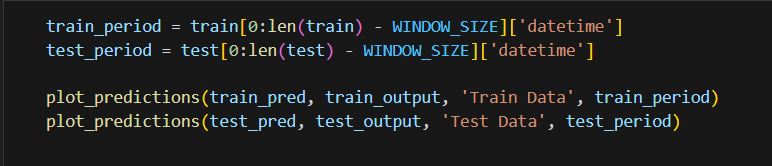 train_period = train[0:len(train) - WINDOW_SIZE]['datetime']
test_period = test[0:len(test) - WINDOW_SIZE]['datetime']
plot_predictions(train_pred, train_output, 'Train Data', train_period)
plot_predictions(test_pred, test_output, 'Test Data', test_period)